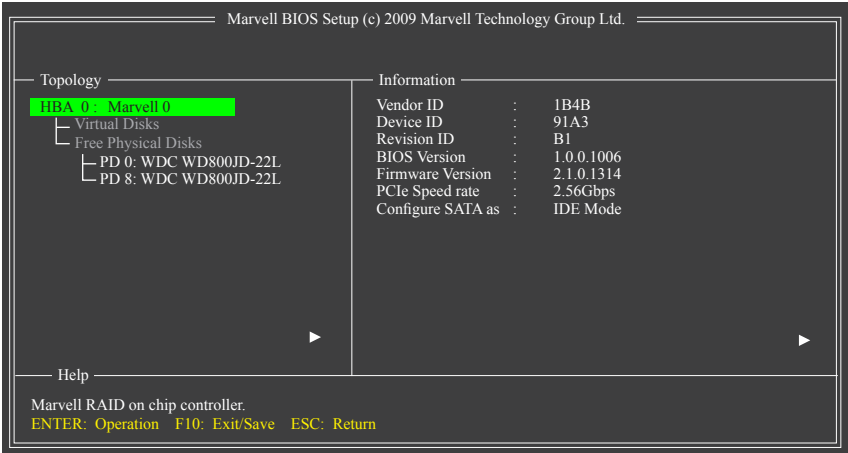 Marvell BIOS Setup (c) 2009 Marvell Technology Group Ltd.
Topology
HBA 0 : Marvell 0
Virtual Disks
Free Physical Disks
PD 0: WDC WD800JD-22L
PD 8: WDC WD800JD-22L
Information
Vendor ID : 1B4B
Device ID : 91A3
Revision ID : B1
BIOS Version : 1.0.0.1006
Firmware Version : 2.1.0.1314
PCIe Speed rate : 2.56Gbps
Configure SATA as : IDE Mode
Help
Marvell RAID on chip controller.
ENTER: Operation F10: Exit/Save ESC: Return